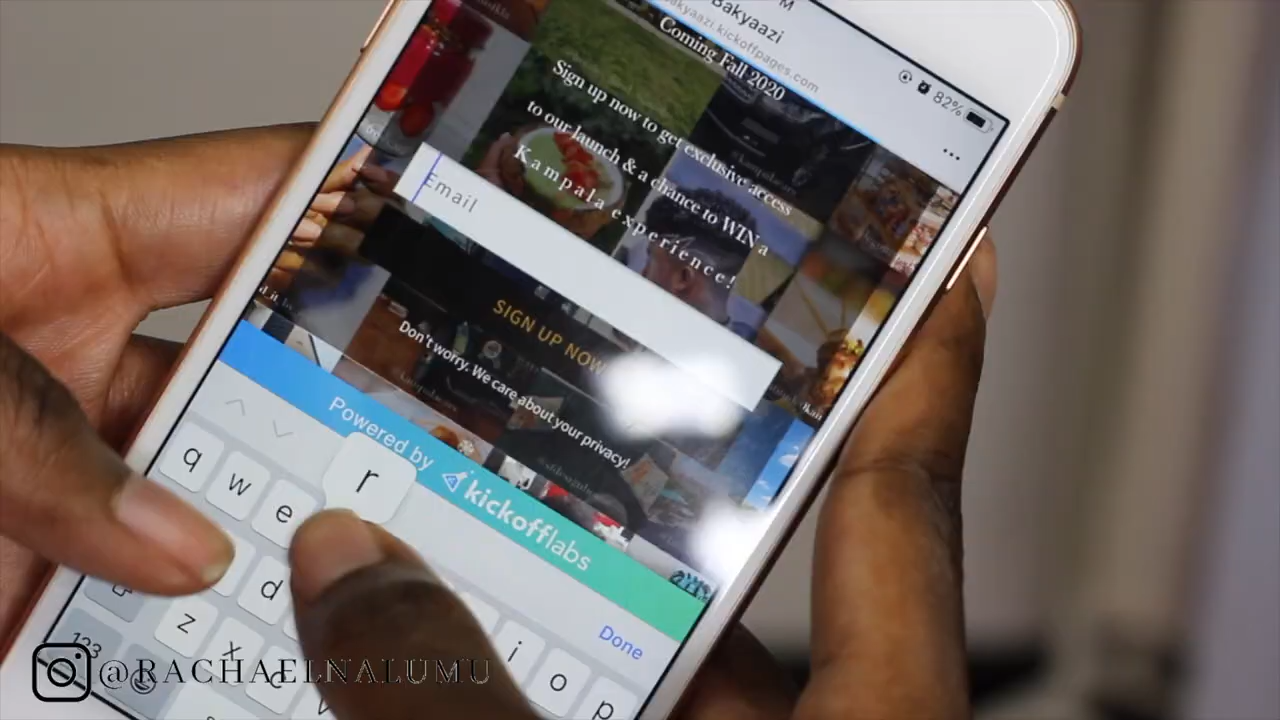 Bakyaazi
bakyaazi.kickoffpages.com
82%
Coming Fall 2020
Sign up now to get exclusive access
to our launch & a chance to WIN a
Kampala experience!
Email
SIGN UP NOW
Don't worry. We care about your privacy!
Powered by kickofflabs
Done
q w e r
d i o p
z x c v
123
@RACHAELNALUMU